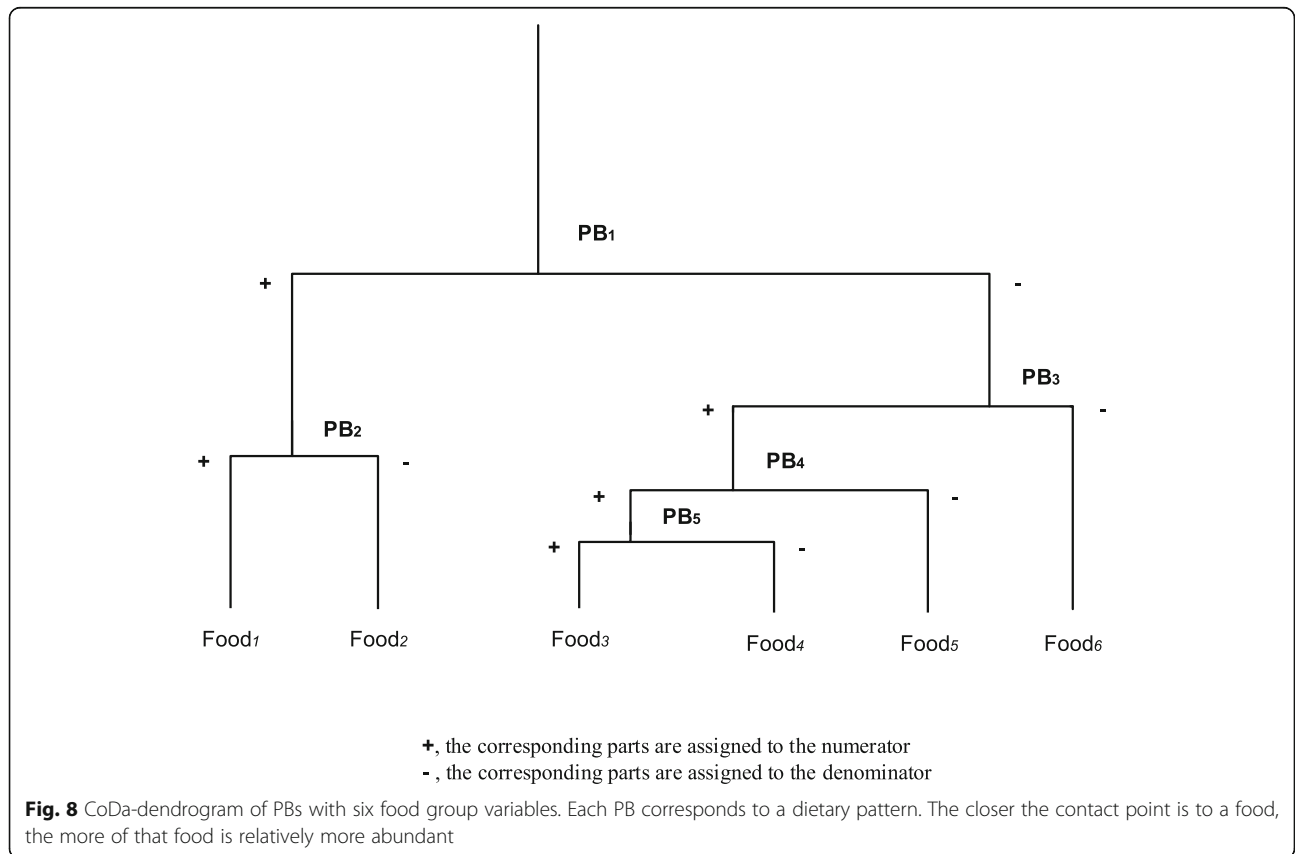 PB1
+ -
PB3
+ -
PB2
+ -
PB4
+ -
PB5
+ -
Food1 Food2 Food3 Food4 Food5 Food6
+, the corresponding parts are assigned to the numerator
- , the corresponding parts are assigned to the denominator
Fig. 8 CoDa-dendrogram of PBs with six food group variables. Each PB corresponds to a dietary pattern. The closer the contact point is to a food,
the more of that food is relatively more abundant